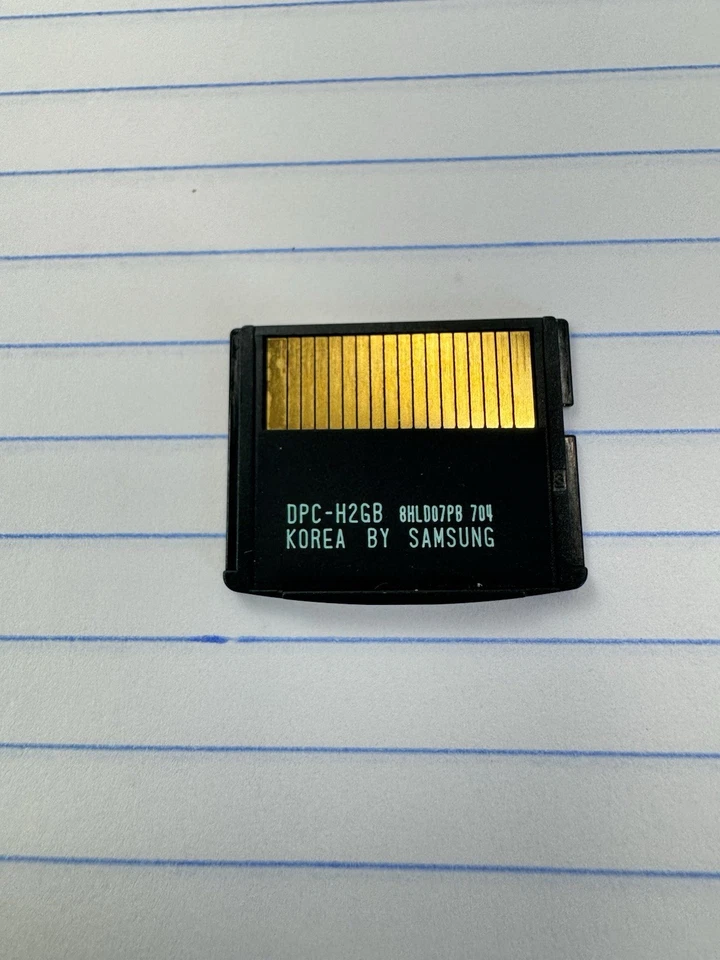 DPC-H2GB 8HLD07PB 704
KOREA BY SAMSUNG